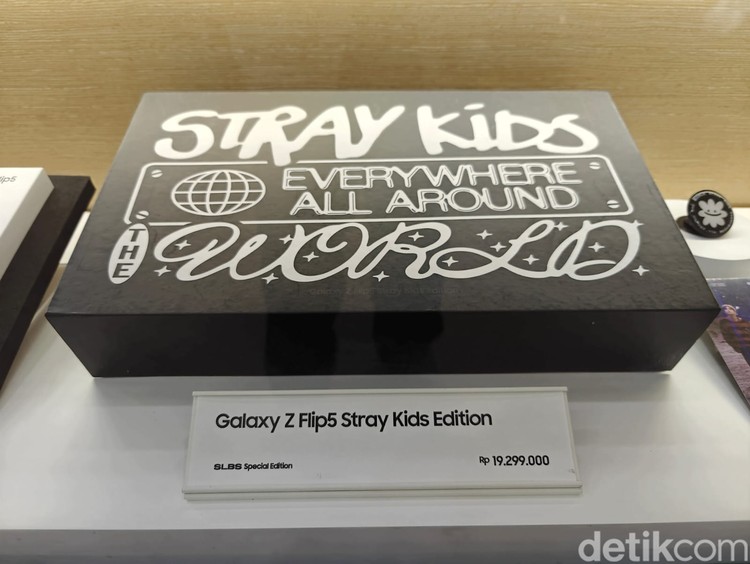 STRAY KiDS
EVERYWHERE
ALL AROUND
THE WORLD
lip5
Galaxy Z Flip5 Stray Kids Edition
SLBS Special Edition
Rp 19.299.000
detikcom